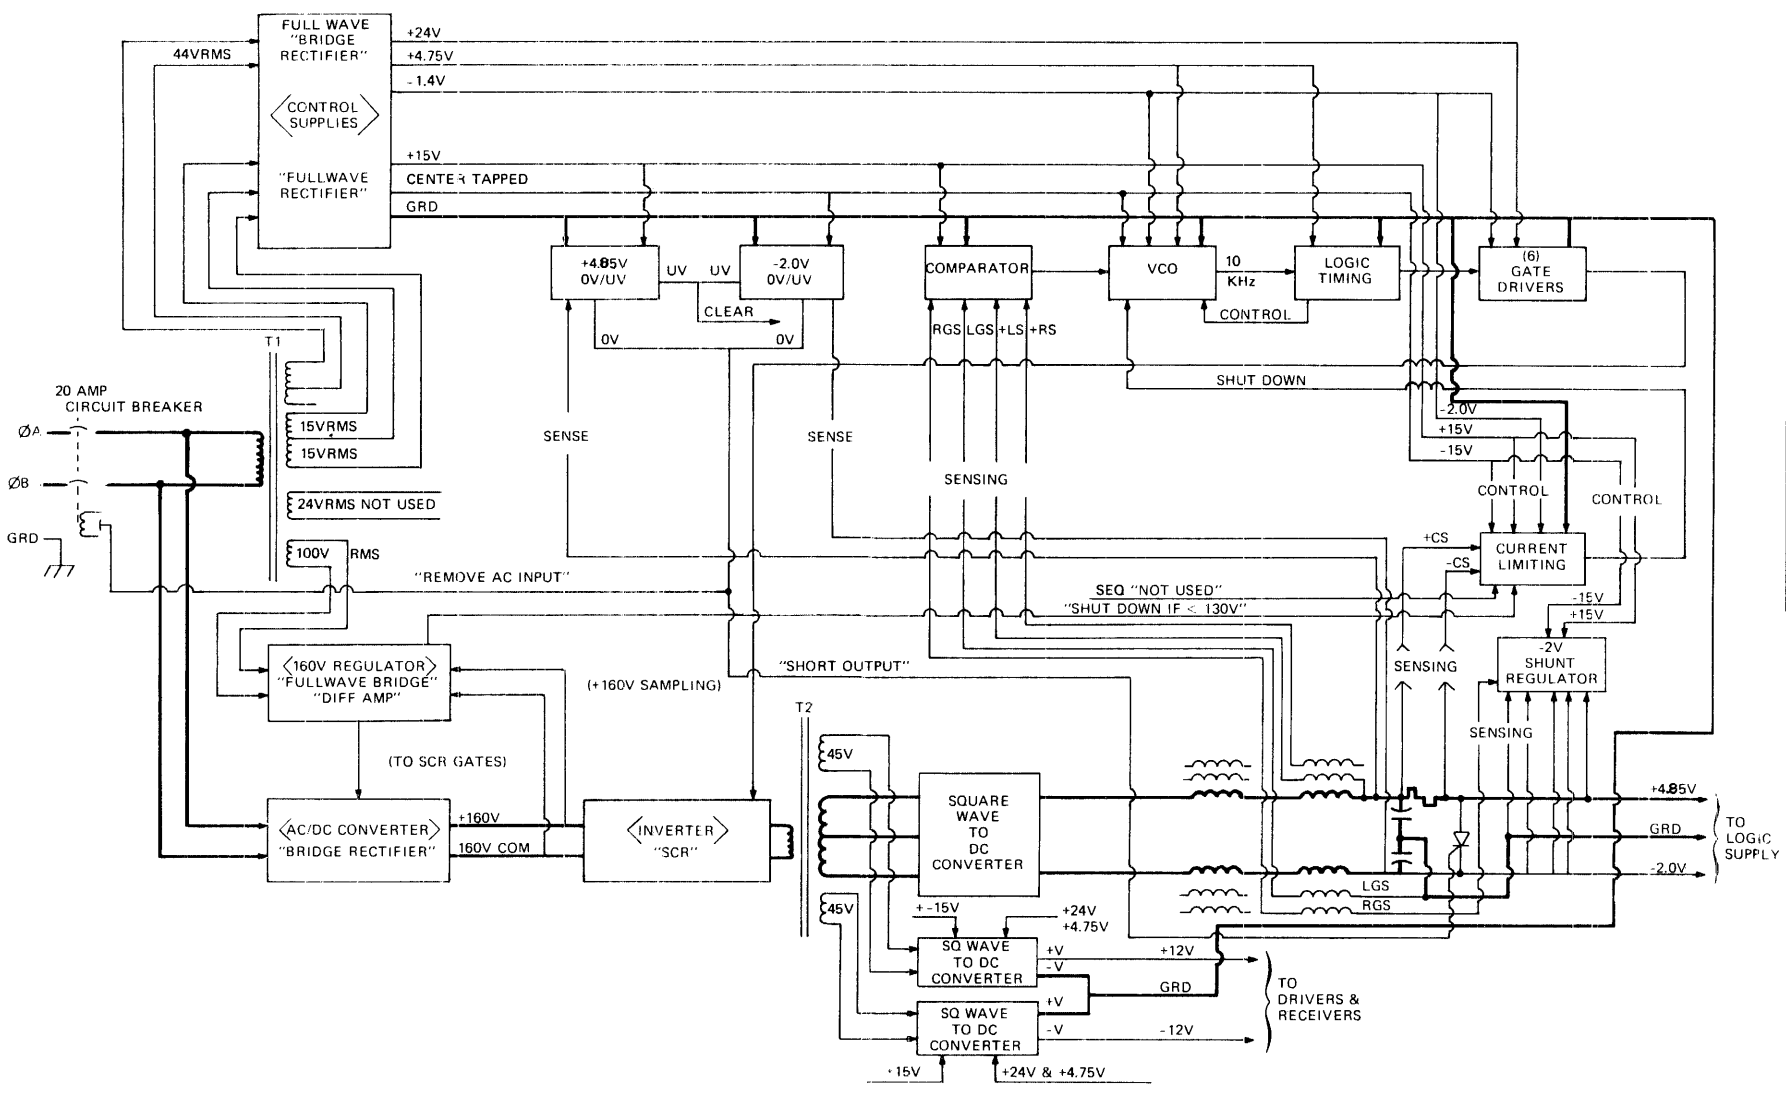 FULL WAVE
"BRIDGE
RECTIFIER"
44VRMS
+24V
+4.75V
-1.4V
CONTROL
SUPPLIES
"FULLWAVE
RECTIFIER"
+15V
CENTER TAPPED
GRD
+4.85V
0V/UV
UV
UV
-2.0V
0V/UV
CLEAR
0V
0V
COMPARATOR
VCO
10
KHz
LOGIC
TIMING
(6)
GATE
DRIVERS
CONTROL
RGS
LGS
+LS
+RS
SHUT DOWN
T1
20 AMP
CIRCUIT BREAKER
ØA
ØB
GRD
15VRMS
15VRMS
24VRMS NOT USED
100V
RMS
SENSE
SENSE
SENSING
-2.0V
+15V
-15V
CONTROL
CONTROL
+CS
-CS
CURRENT
LIMITING
"REMOVE AC INPUT"
SEQ "NOT USED"
"SHUT DOWN IF < 130V"
-15V
+15V
160V REGULATOR
"FULLWAVE BRIDGE"
"DIFF AMP"
(+160V SAMPLING)
"SHORT OUTPUT"
SENSING
-2V
SHUNT
REGULATOR
SENSING
T2
45V
(TO SCR GATES)
AC/DC CONVERTER
"BRIDGE RECTIFIER"
+160V
160V COM
INVERTER
"SCR"
SQUARE
WAVE
TO
DC
CONVERTER
+4.85V
GRD
-2.0V
TO
LOGIC
SUPPLY
LGS
RGS
45V
+-15V
+24V
+4.75V
SQ WAVE
TO DC
CONVERTER
+V
-V
+12V
GRD
SQ WAVE
TO DC
CONVERTER
+V
-V
-12V
TO
DRIVERS &
RECEIVERS
15V
+24V & +4.75V